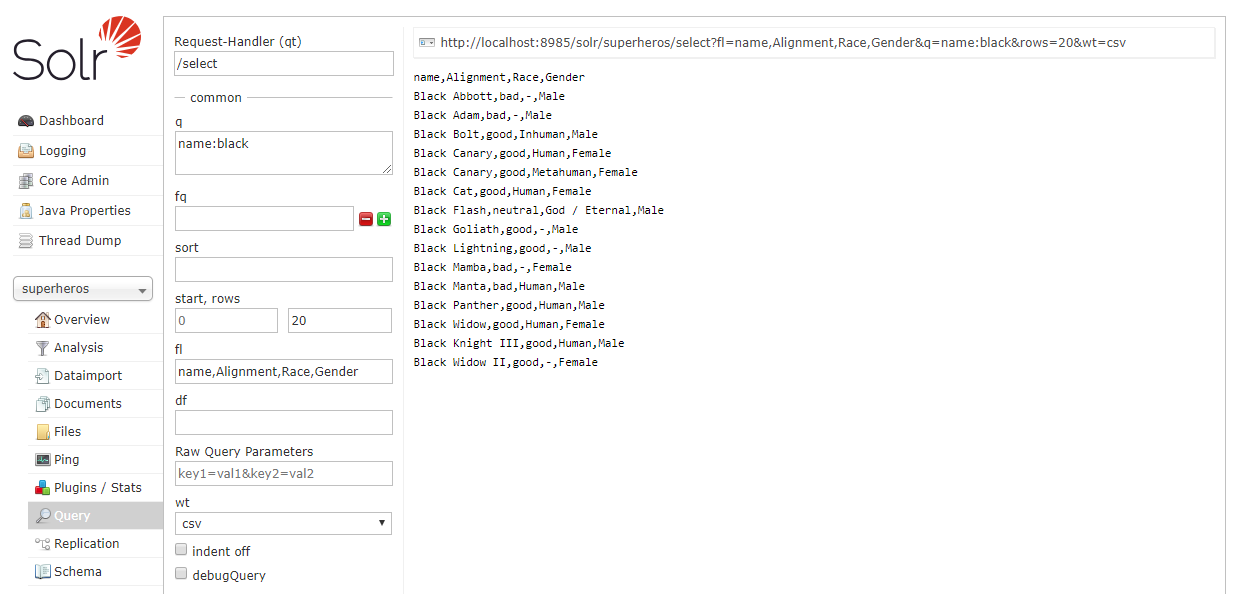 Solr
Dashboard
Logging
Core Admin
Java Properties
Thread Dump
superheros
Overview
Analysis
Dataimport
Documents
Files
Ping
Plugins / Stats
Query
Replication
Schema
Request-Handler (qt)
/select
common
q
name:black
fq
sort
start, rows
0
20
fl
name,Alignment,Race,Gender
df
Raw Query Parameters
key1=val1&key2=val2
wt
csv
indent off
debugQuery
http://localhost:8985/solr/superheros/select?fl=name,Alignment,Race,Gender&q=name:black&rows=20&wt=csv
name,Alignment,Race,Gender
Black Abbott,bad,-,Male
Black Adam,bad,-,Male
Black Bolt,good,Inhuman,Male
Black Canary,good,Human,Female
Black Canary,good,Metahuman,Female
Black Cat,good,Human,Female
Black Flash,neutral,God / Eternal,Male
Black Goliath,good,-,Male
Black Lightning,good,-,Male
Black Mamba,bad,-,Female
Black Manta,bad,Human,Male
Black Panther,good,Human,Male
Black Widow,good,Human,Female
Black Knight III,good,Human,Male
Black Widow II,good,-,Female